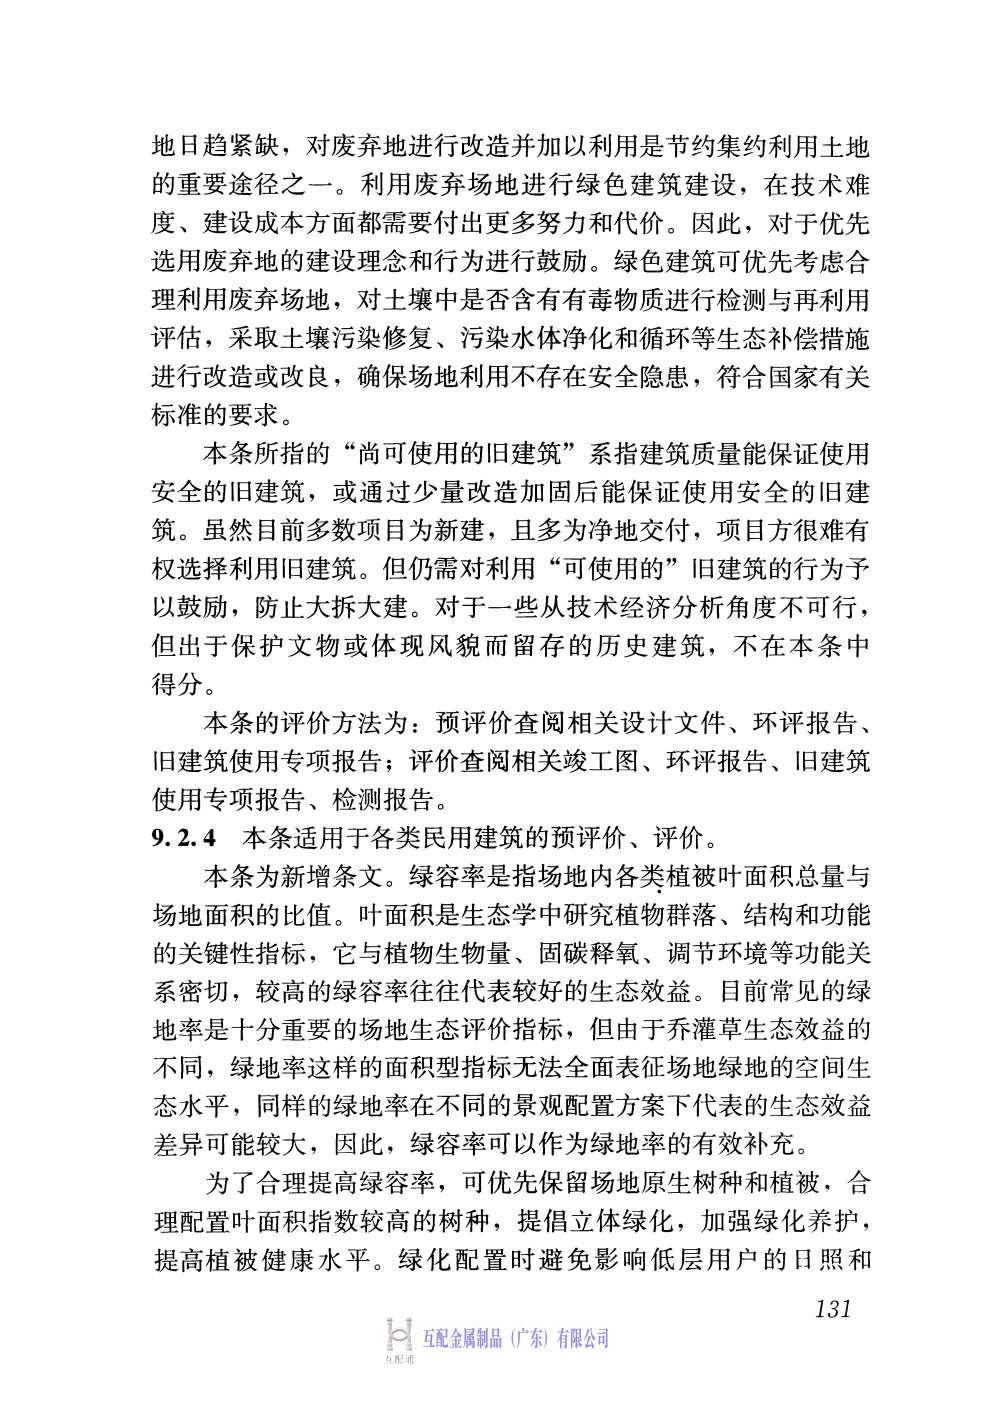 地日趋紧缺，对废弃地进行改造并加以利用是节约集约利用土地
的重要途径之一。利用废弃场地进行绿色建筑建设，在技术难
度、建设成本方面都需要付出更多努力和代价。因此，对于优先
选用废弃地的建设理念和行为进行鼓励。绿色建筑可优先考虑合
理利用废弃场地，对土壤中是否含有有毒物质进行检测与再利用
评估，采取土壤污染修复、污染水体净化和循环等生态补偿措施
进行改造或改良，确保场地利用不存在安全隐患，符合国家有关
标准的要求。
本条所指的“尚可使用的旧建筑”系指建筑质量能保证使用
安全的旧建筑，或通过少量改造加固后能保证使用安全的旧建
筑。虽然目前多数项目为新建，且多为净地交付，项目方很难有
权选择利用旧建筑。但仍需对利用“可使用的”旧建筑的行为予
以鼓励，防止大拆大建。对于一些从技术经济分析角度不可行，
但出于保护文物或体现风貌而留存的历史建筑，不在本条中
得分。
本条的评价方法为：预评价查阅相关设计文件、环评报告、
旧建筑使用专项报告；评价查阅相关竣工图、环评报告、旧建筑
使用专项报告、检测报告。
9.2.4 本条适用于各类民用建筑的预评价、评价。
本条为新增条文。绿容率是指场地内各类植被叶面积总量与
场地面积的比值。叶面积是生态学中研究植物群落、结构和功能
的关键性指标，它与植物生物量、固碳释氧、调节环境等功能关
系密切，较高的绿容率往往代表较好的生态效益。目前常见的绿
地率是十分重要的场地生态评价指标，但由于乔灌草生态效益的
不同，绿地率这样的面积型指标无法全面表征场地绿地的空间生
态水平，同样的绿地率在不同的景观配置方案下代表的生态效益
差异可能较大，因此，绿容率可以作为绿地率的有效补充。
为了合理提高绿容率，可优先保留场地原生树种和植被，合
理配置叶面积指数较高的树种，提倡立体绿化，加强绿化养护，
提高植被健康水平。绿化配置时避免影响低层用户的日照和
131
互配金属制品（广东）有限公司
互配通